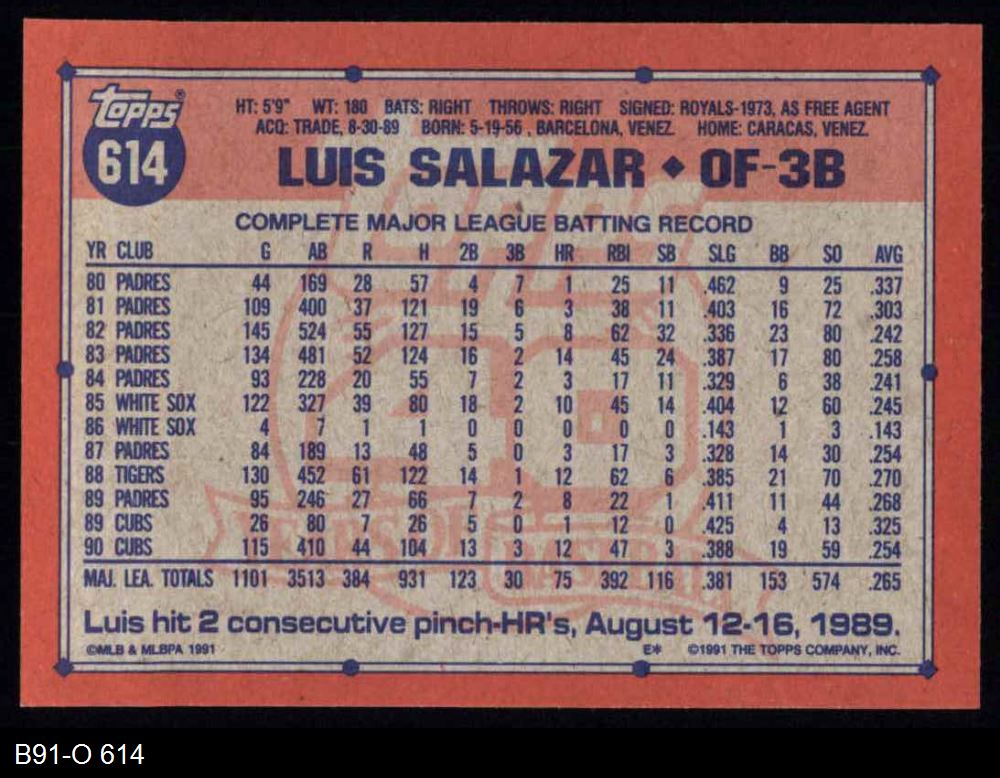 topps®
614
HT: 5'9" WT: 180 BATS: RIGHT THROWS: RIGHT SIGNED: ROYALS-1973, AS FREE AGENT
ACQ: TRADE, 8-30-89 BORN: 5-19-56 , BARCELONA, VENEZ. HOME: CARACAS, VENEZ.
LUIS SALAZAR ◆ OF-3B
COMPLETE MAJOR LEAGUE BATTING RECORD
YR CLUB G AB R H 2B 3B HR RBI SB SLG BB SO AVG
80 PADRES 44 169 28 57 4 7 1 25 11 .462 9 25 .337
81 PADRES 109 400 37 121 19 6 3 38 11 .403 16 72 .303
82 PADRES 145 524 55 127 15 5 8 62 32 .336 23 80 .242
83 PADRES 134 481 52 124 16 2 14 45 24 .387 17 80 .258
84 PADRES 93 228 20 55 7 2 3 17 11 .329 6 38 .241
85 WHITE SOX 122 327 39 80 18 2 10 45 14 .404 12 60 .245
86 WHITE SOX 4 7 1 1 0 0 0 0 0 .143 1 3 .143
87 PADRES 84 189 13 48 5 0 3 17 3 .328 14 30 .254
88 TIGERS 130 452 61 122 14 1 12 62 6 .385 21 70 .270
89 PADRES 95 246 27 66 7 2 8 22 1 .411 11 44 .268
89 CUBS 26 80 7 26 5 0 1 12 0 .425 4 13 .325
90 CUBS 115 410 44 104 13 3 12 47 3 .388 19 59 .254
MAJ. LEA. TOTALS 1101 3513 384 931 123 30 75 392 116 .381 153 574 .265
Luis hit 2 consecutive pinch-HR's, August 12-16, 1989.
©MLB & MLBPA 1991 E* ©1991 THE TOPPS COMPANY, INC.
B91-O 614